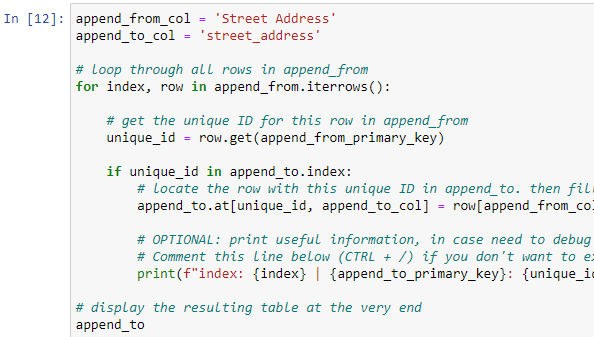 In [12]: append_from_col = 'Street Address'
append_to_col = 'street_address'
# loop through all rows in append_from
for index, row in append_from.iterrows():
# get the unique ID for this row in append_from
unique_id = row.get(append_from_primary_key)
if unique_id in append_to.index:
# locate the row with this unique ID in append_to. then fil
append_to.at[unique_id, append_to_col] = row[append_from_co
# OPTIONAL: print useful information, in case need to debug
# Comment this line below (CTRL + /) if you don't want to e
print(f"index: {index} | {append_to_primary_key}: {unique_i
# display the resulting table at the very end
append_to